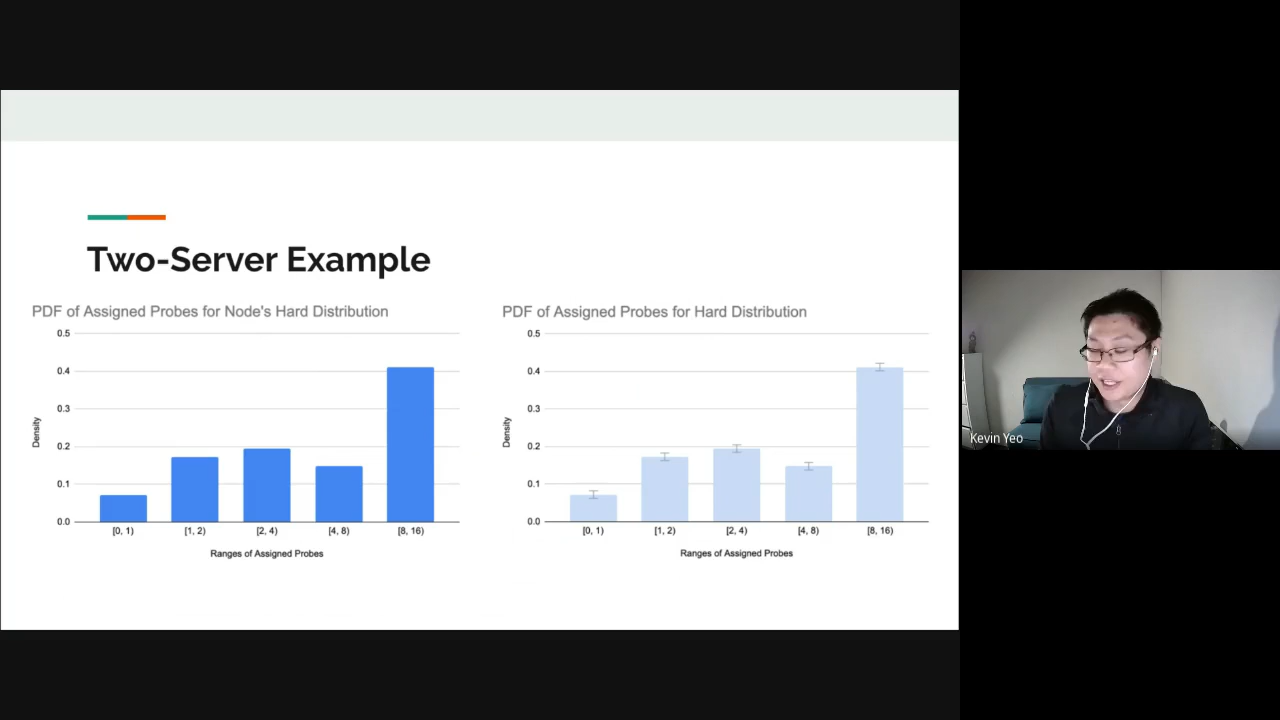 Two-Server Example
PDF of Assigned Probes for Node's Hard Distribution
0.5
0.4
0.3
0.2
0.1
0.0
Density
[0, 1)
[1, 2)
[2, 4)
[4, 8)
[8, 16)
Ranges of Assigned Probes
PDF of Assigned Probes for Hard Distribution
0.5
0.4
0.3
0.2
0.1
0.0
Density
[0, 1)
[1, 2)
[2, 4)
[4, 8)
[8, 16)
Ranges of Assigned Probes
Kevin Yeo